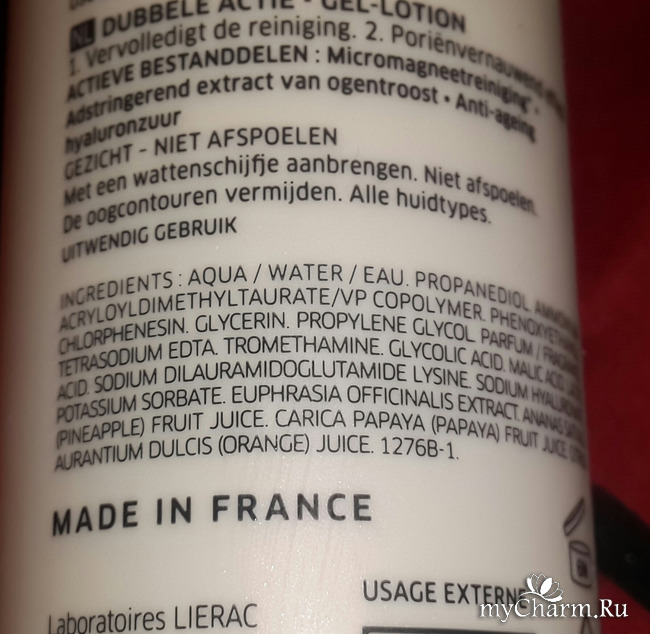 NL DUBBELE ACTIE • GEL-LOTION
1. Vervolledigt de reiniging. 2. Poriënvernauwend
ACTIEVE BESTANDDELEN : Micromagneetreiniging •
Adstringerend extract van ogentroost • Anti-ageing
hyaluronzuur
GEZICHT - NIET AFSPOELEN
Met een wattenschijfje aanbrengen. Niet afspoelen.
De oogcontouren vermijden. Alle huidtypes.
UITWENDIG GEBRUIK
INGREDIENTS : AQUA / WATER / EAU. PROPANEDIOL.
ACRYLOYLDIMETHYLTAURATE/VP COPOLYMER.
CHLORPHENESIN. GLYCERIN. PROPYLENE GLYCOL. PARFUM /
TETRASODIUM EDTA. TROMETHAMINE. GLYCOLIC ACID. MALIC ACID.
ACID. SODIUM DILAURAMIDOGLUTAMIDE LYSINE. SODIUM
POTASSIUM SORBATE. EUPHRASIA OFFICINALIS EXTRACT. ANANAS
(PINEAPPLE) FRUIT JUICE. CARICA PAPAYA (PAPAYA) FRUIT JUICE.
AURANTIUM DULCIS (ORANGE) JUICE. 1276B-1.
MADE IN FRANCE
USAGE EXTERNE
Laboratoires LIERAC
myCharm.Ru